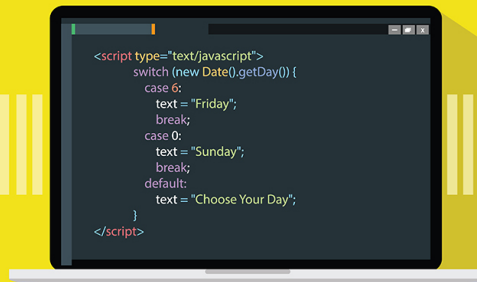 <script type="text/javascript">
switch (new Date().getDay()) {
case 6:
text = "Friday";
break;
case 0:
text = "Sunday";
break;
default:
text = "Choose Your Day";
}
</script>